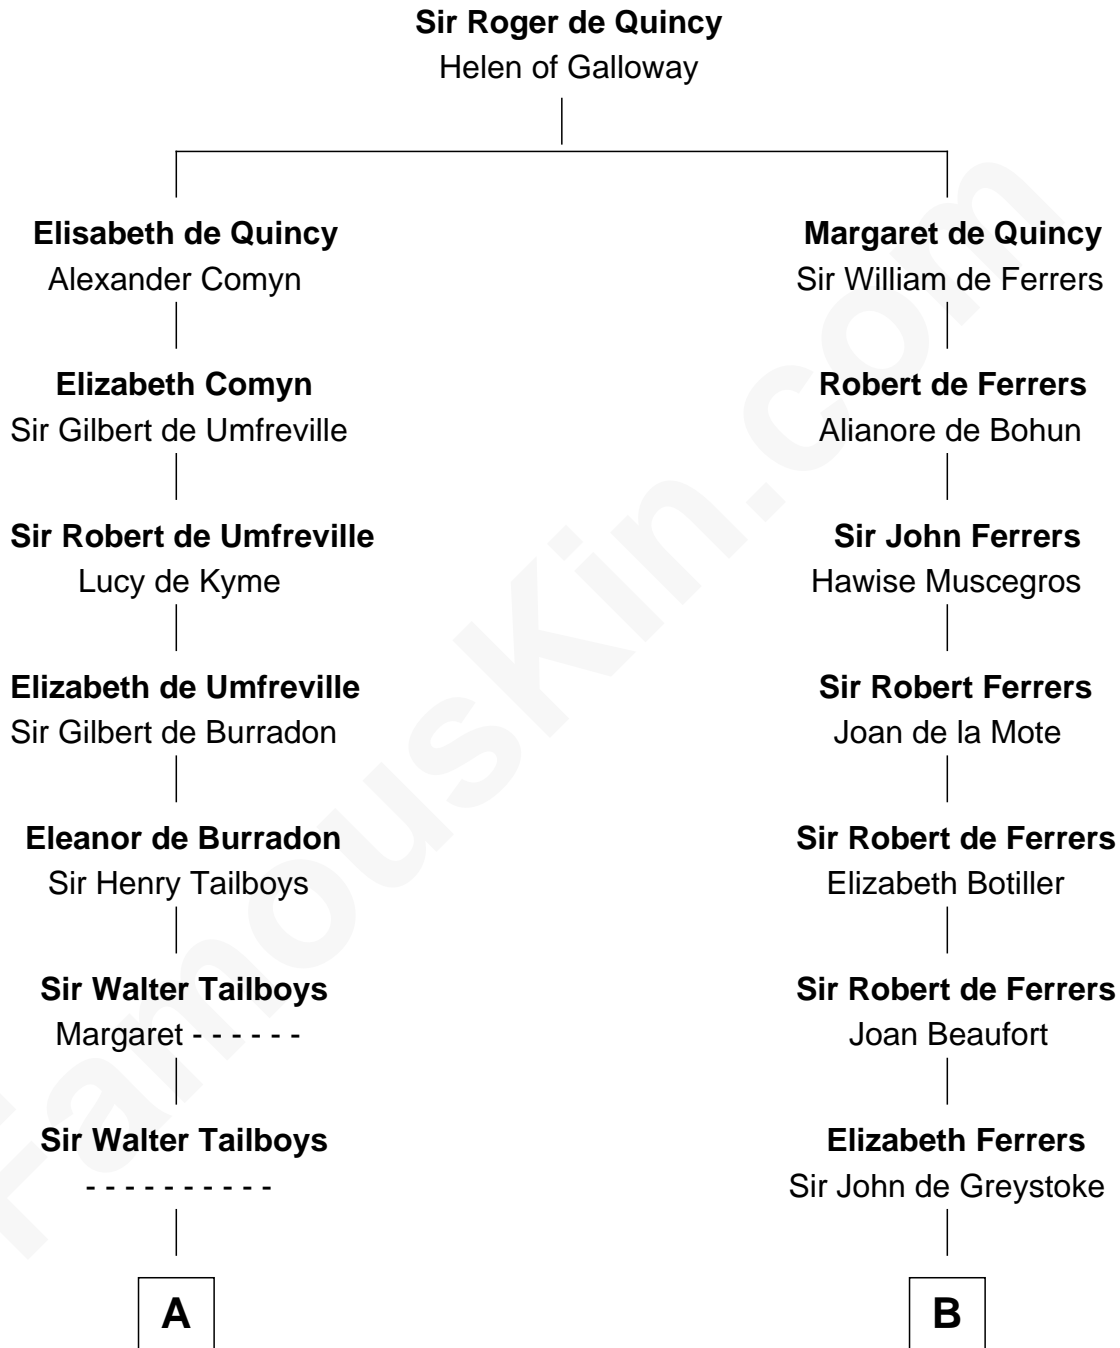 Sir Roger de Quincy
Helen of Galloway
Elisabeth de Quincy
Alexander Comyn
Margaret de Quincy
Sir William de Ferrers
Elizabeth Comyn
Sir Gilbert de Umfreville
Robert de Ferrers
Alianore de Bohun
Sir Robert de Umfreville
Lucy de Kyme
Sir John Ferrers
Hawise Muscegros
Elizabeth de Umfreville
Sir Gilbert de Burradon
Sir Robert Ferrers
Joan de la Mote
Eleanor de Burradon
Sir Henry Tailboys
Sir Robert de Ferrers
Elizabeth Botiller
Sir Walter Tailboys
Margaret - - - - - -
Sir Robert de Ferrers
Joan Beaufort
Sir Walter Tailboys
- - - - - - - - - -
Elizabeth Ferrers
Sir John de Greystoke
A
B
FamousKin.com